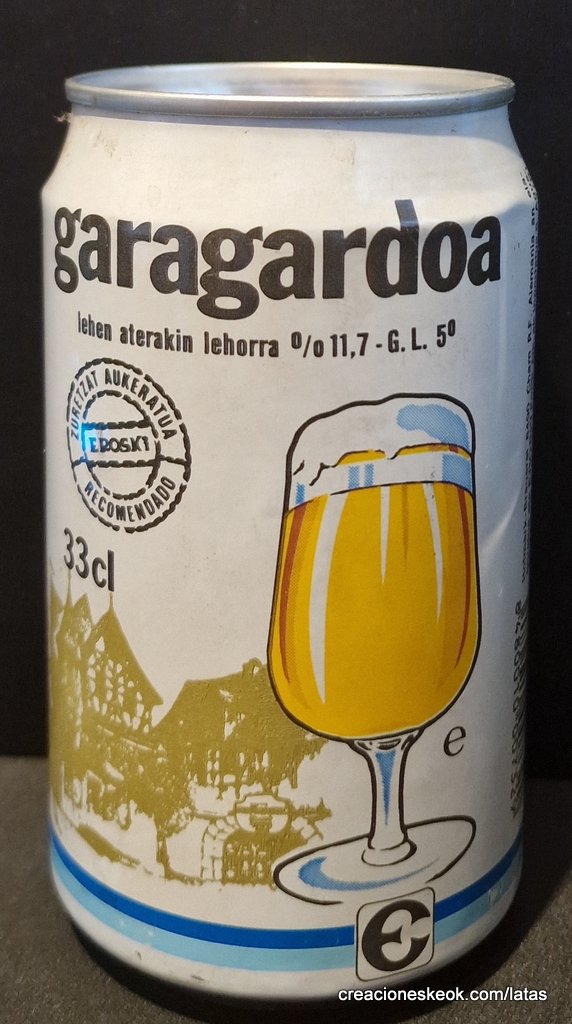 garagardoa
lehen aterakin lehorra º/o 11,7 - G. L. 5º
ZURETZAT AUKERATUA
EROSKI
RECOMENDADO
33cl
e
creacioneskeok.com/latas